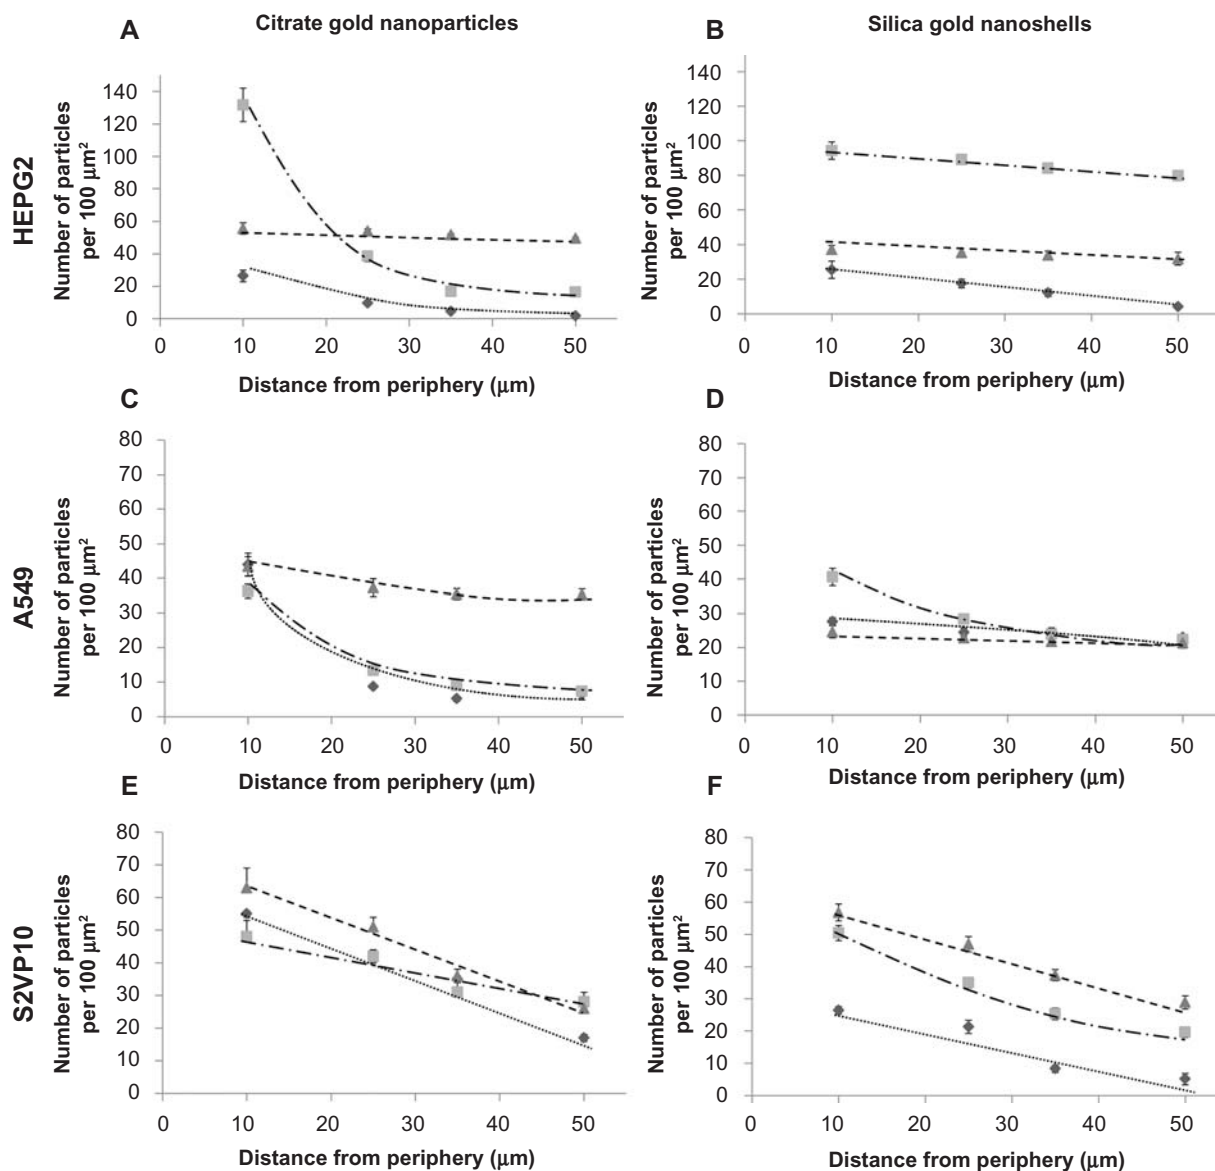 A
Citrate gold nanoparticles
B
Silica gold nanoshells
HEPG2
Number of particles
per 100 μm²
140
120
100
80
60
40
20
0
0 10 20 30 40 50
Distance from periphery (μm)
Number of particles
per 100 μm²
140
120
100
80
60
40
20
0
0 10 20 30 40 50
Distance from periphery (μm)
C
D
A549
Number of particles
per 100 μm²
80
70
60
50
40
30
20
10
0
0 10 20 30 40 50
Distance from periphery (μm)
Number of particles
per 100 μm²
80
70
60
50
40
30
20
10
0
0 10 20 30 40 50
Distance from periphery (μm)
E
F
S2VP10
Number of particles
per 100 μm²
80
70
60
50
40
30
20
10
0
0 10 20 30 40 50
Distance from periphery (μm)
Number of particles
per 100 μm²
80
70
60
50
40
30
20
10
0
0 10 20 30 40 50
Distance from periphery (μm)